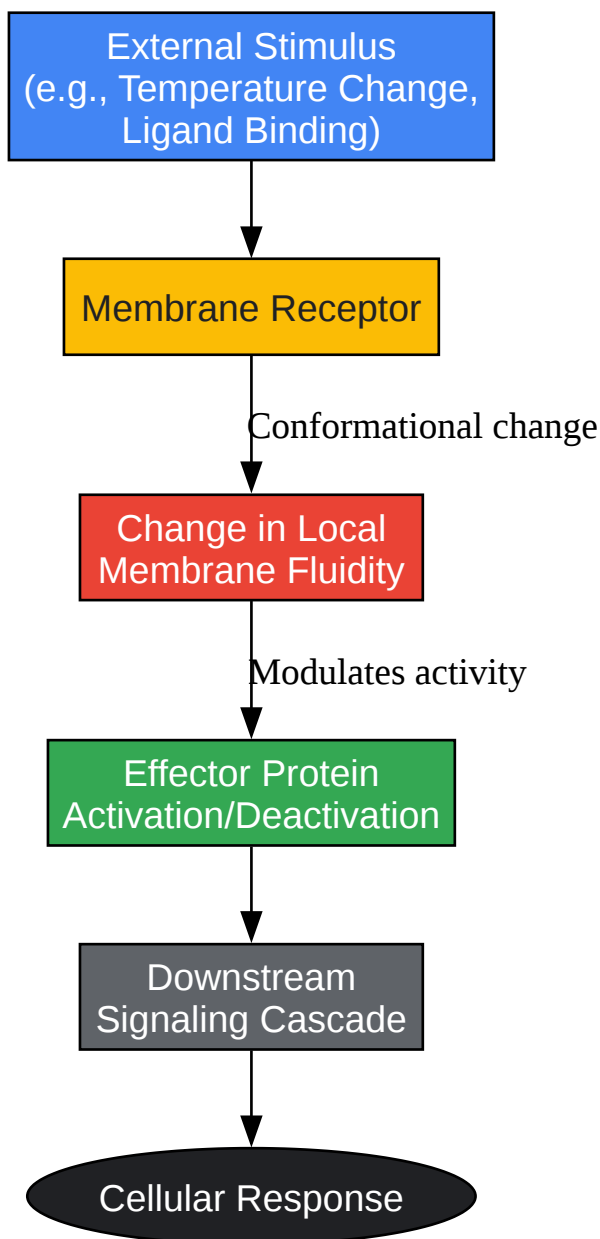 External Stimulus
(e.g., Temperature Change,
Ligand Binding)
Membrane Receptor
Conformational change
Change in Local
Membrane Fluidity
Modulates activity
Effector Protein
Activation/Deactivation
Downstream
Signaling Cascade
Cellular Response